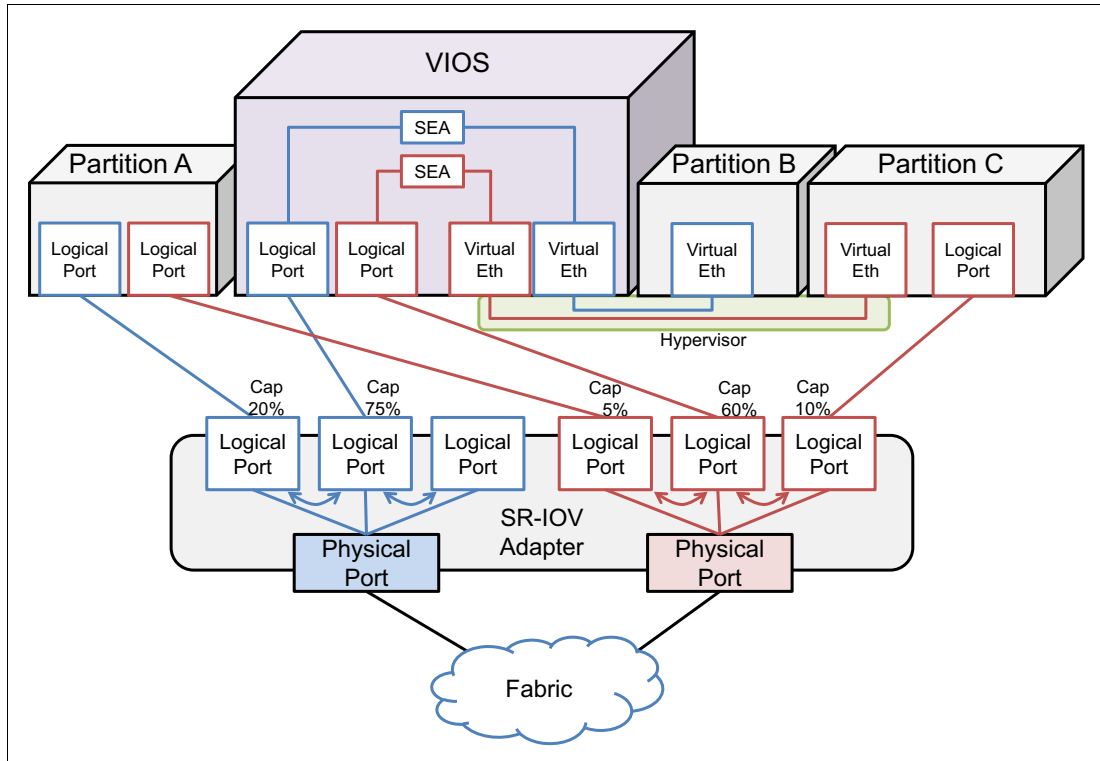 VIOS
SEA
SEA
Partition A
Partition B
Partition C
Logical
Port
Logical
Port
Logical
Port
Logical
Port
Virtual
Eth
Virtual
Eth
Virtual
Eth
Virtual
Eth
Logical
Port
Hypervisor
Cap
20%
Cap
75%
Cap
5%
Cap
60%
Cap
10%
Logical
Port
Logical
Port
Logical
Port
Logical
Port
Logical
Port
Logical
Port
SR-IOV
Adapter
Physical
Port
Physical
Port
Fabric